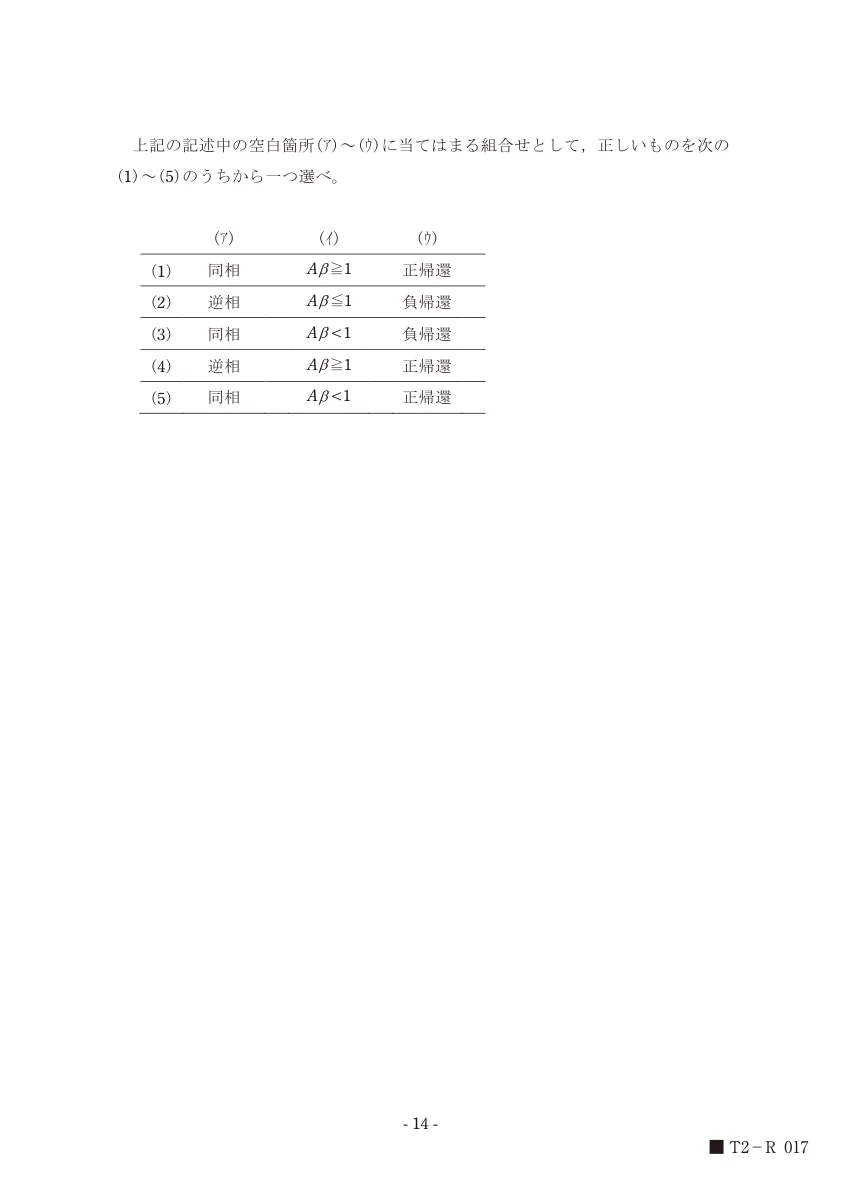 上記の記述中の空白箇所(ｱ)～(ｳ)に当てはまる組合せとして，正しいものを次の
(1)～(5)のうちから一つ選べ。
(ｱ) (ｲ) (ｳ)
(1) 同相 Aβ≧1 正帰還
(2) 逆相 Aβ≦1 負帰還
(3) 同相 Aβ<1 負帰還
(4) 逆相 Aβ≧1 正帰還
(5) 同相 Aβ<1 正帰還
- 14 -
■ T2－R 017